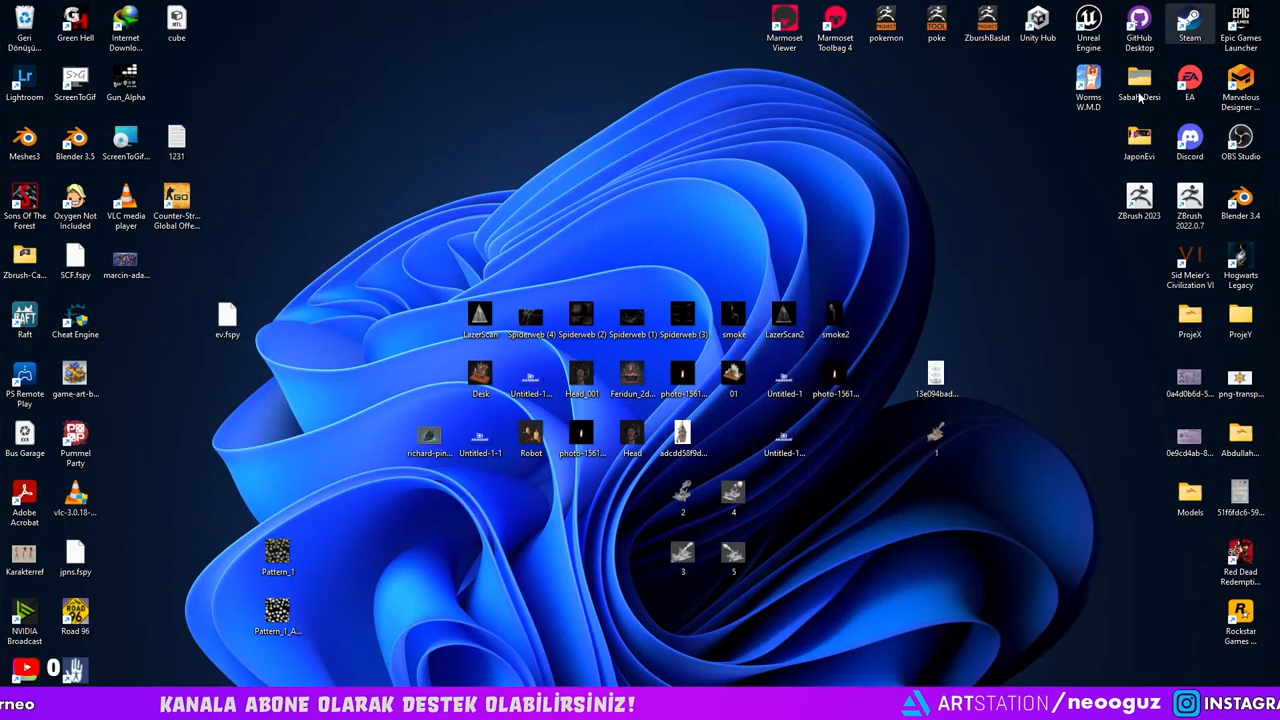 Geri Dönüşü...
Green Hell
Internet Downlo...
cube
Marmoset Viewer
Marmoset Toolbag 4
pokemon
poke
ZburshBaslat
Unity Hub
Unreal Engine
GitHub Desktop
Steam
Epic Games Launcher
Lightroom
ScreenToGif
Gun_Alpha
Worms W.M.D
SabahDersi
EA
Marvelous Designer ...
Meshes3
Blender 3.5
ScreenToGif...
1231
JaponEvi
Discord
OBS Studio
Sons Of The Forest
Oxygen Not Included
VLC media player
Counter-Str... Global Offe...
ZBrush 2023
ZBrush 2022.0.7
Blender 3.4
Zbrush-Ca...
SCF.fspy
marcin-ada...
Sid Meier's Civilization VI
Hogwarts Legacy
Raft
Cheat Engine
ev.fspy
LazerScan
Spiderweb (4)
Spiderweb (2)
Spiderweb (1)
Spiderweb (3)
smoke
LazerScan2
smoke2
ProjeX
ProjeY
PS Remote Play
game-art-b...
Desk
Untitled-1...
Head_001
Feridun_2d...
photo-1561...
01
Untitled-1
photo-1561...
13e094bad...
0a4d0b6d-5...
png-transp...
Bus Garage
Pummel Party
richard-pin...
Untitled-1-1
Robot
photo-1561...
Head
adcdd58f9d...
Untitled-1...
1
0e9cd4ab-8...
Abdullah...
Adobe Acrobat
vlc-3.0.18-...
2
4
Models
51f6fdc6-59...
Karakterref
jpns.fspy
Pattern_1
3
5
Red Dead Redempti...
NVIDIA Broadcast
Road 96
Pattern_1_A...
Rockstar Games ...
0
rneo
KANALA ABONE OLARAK DESTEK OLABİLİRSİNİZ!
ARTSTATION/neooguz
INSTAGRA